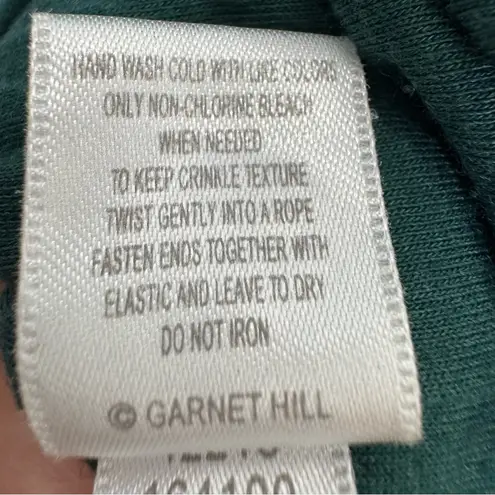 HAND WASH COLD WITH LIKE COLORS
ONLY NON-CHLORINE BLEACH
WHEN NEEDED
TO KEEP CRINKLE TEXTURE
TWIST GENTLY INTO A ROPE
FASTEN ENDS TOGETHER WITH
ELASTIC AND LEAVE TO DRY
DO NOT IRON
© GARNET HILL